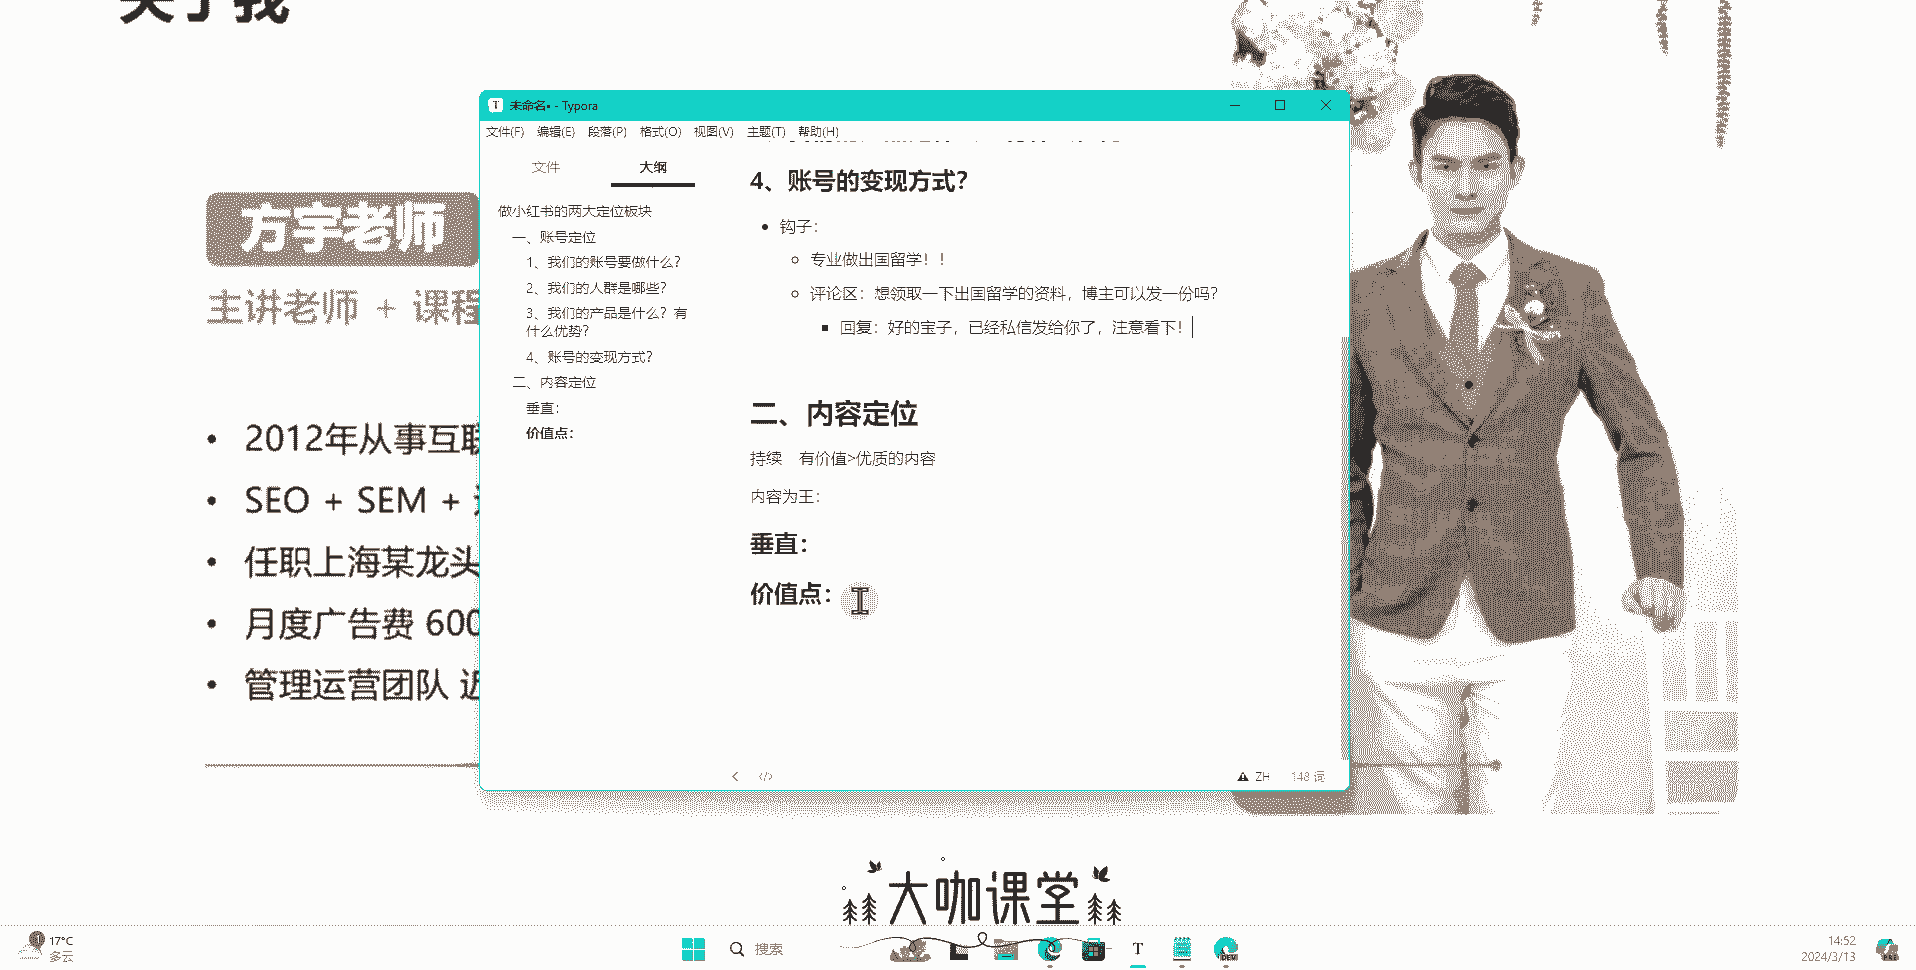 关于我
方宇老师
主讲老师 + 课程
• 2012年从事互联
• SEO + SEM +
• 任职上海某龙头
• 月度广告费 600
• 管理运营团队 近
未命名• - Typora
文件(F) 编辑(E) 段落(P) 格式(O) 视图(V) 主题(T) 帮助(H)
文件 大纲
做小红书的两大定位板块
一、账号定位
1、我们的账号要做什么？
2、我们的人群是哪些？
3、我们的产品是什么？有
什么优势？
4、账号的变现方式？
二、内容定位
垂直：
价值点：
4、账号的变现方式？
• 钩子：
专业做出国留学！！
评论区：想领取一下出国留学的资料，博主可以发一份吗？
回复：好的宝子，已经私信发给你了，注意看下！
二、内容定位
持续 有价值>优质的内容
内容为王：
垂直：
价值点：
ZH 148 词
大咖课堂
17°C
多云
搜索
14:52
2024/3/13